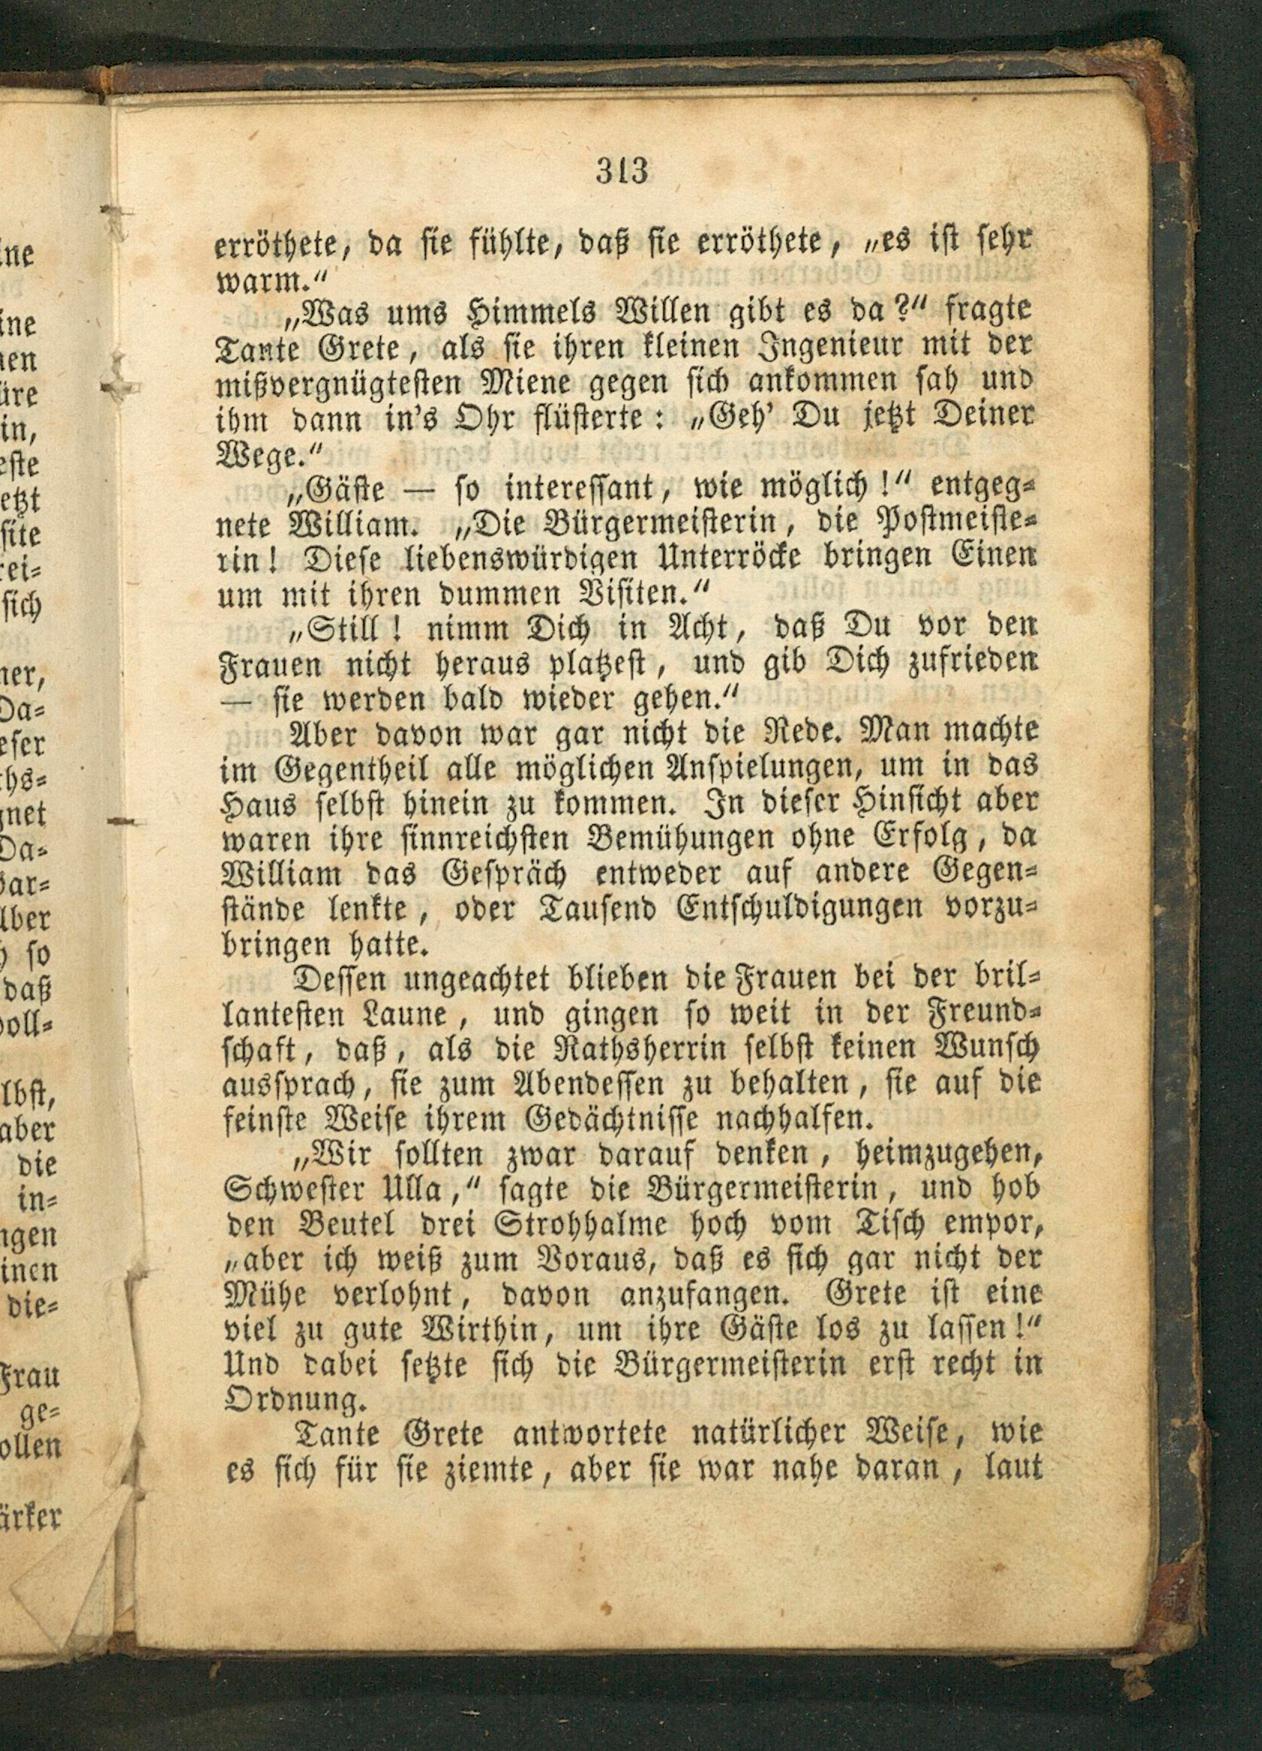 313
erröthete, da sie fühlte, daß sie erröthete, „es ist sehr
warm.“
„Was ums Himmels Willen gibt es da?“ fragte
Tante Grete, als sie ihren kleinen Ingenieur mit der
mißvergnügtesten Miene gegen sich ankommen sah und
ihm dann in's Ohr flüsterte: „Geh' Du jetzt Deiner
Wege.“
„Gäste — so interessant, wie möglich!“ entgeg-
nete William. „Die Bürgermeisterin, die Postmeiste-
rin! Diese liebenswürdigen Unterröcke bringen Einen
um mit ihren dummen Visiten.“
„Still! nimm Dich in Acht, daß Du vor den
Frauen nicht heraus platzest, und gib Dich zufrieden
— sie werden bald wieder gehen.“
Aber davon war gar nicht die Rede. Man machte
im Gegentheil alle möglichen Anspielungen, um in das
Haus selbst hinein zu kommen. In dieser Hinsicht aber
waren ihre sinnreichsten Bemühungen ohne Erfolg, da
William das Gespräch entweder auf andere Gegen-
stände lenkte, oder Tausend Entschuldigungen vorzu-
bringen hatte.
Dessen ungeachtet blieben die Frauen bei der bril-
lantesten Laune, und gingen so weit in der Freund-
schaft, daß, als die Rathsherrin selbst keinen Wunsch
aussprach, sie zum Abendessen zu behalten, sie auf die
feinste Weise ihrem Gedächtnisse nachhalfen.
„Wir sollten zwar darauf denken, heimzugehen,
Schwester Ulla,“ sagte die Bürgermeisterin, und hob
den Beutel drei Strohhalme hoch vom Tisch empor,
„aber ich weiß zum Voraus, daß es sich gar nicht der
Mühe verlohnt, davon anzufangen. Grete ist eine
viel zu gute Wirthin, um ihre Gäste los zu lassen!“
Und dabei setzte sich die Bürgermeisterin erst recht in
Ordnung.
Tante Grete antwortete natürlicher Weise, wie
es sich für sie ziemte, aber sie war nahe daran, laut